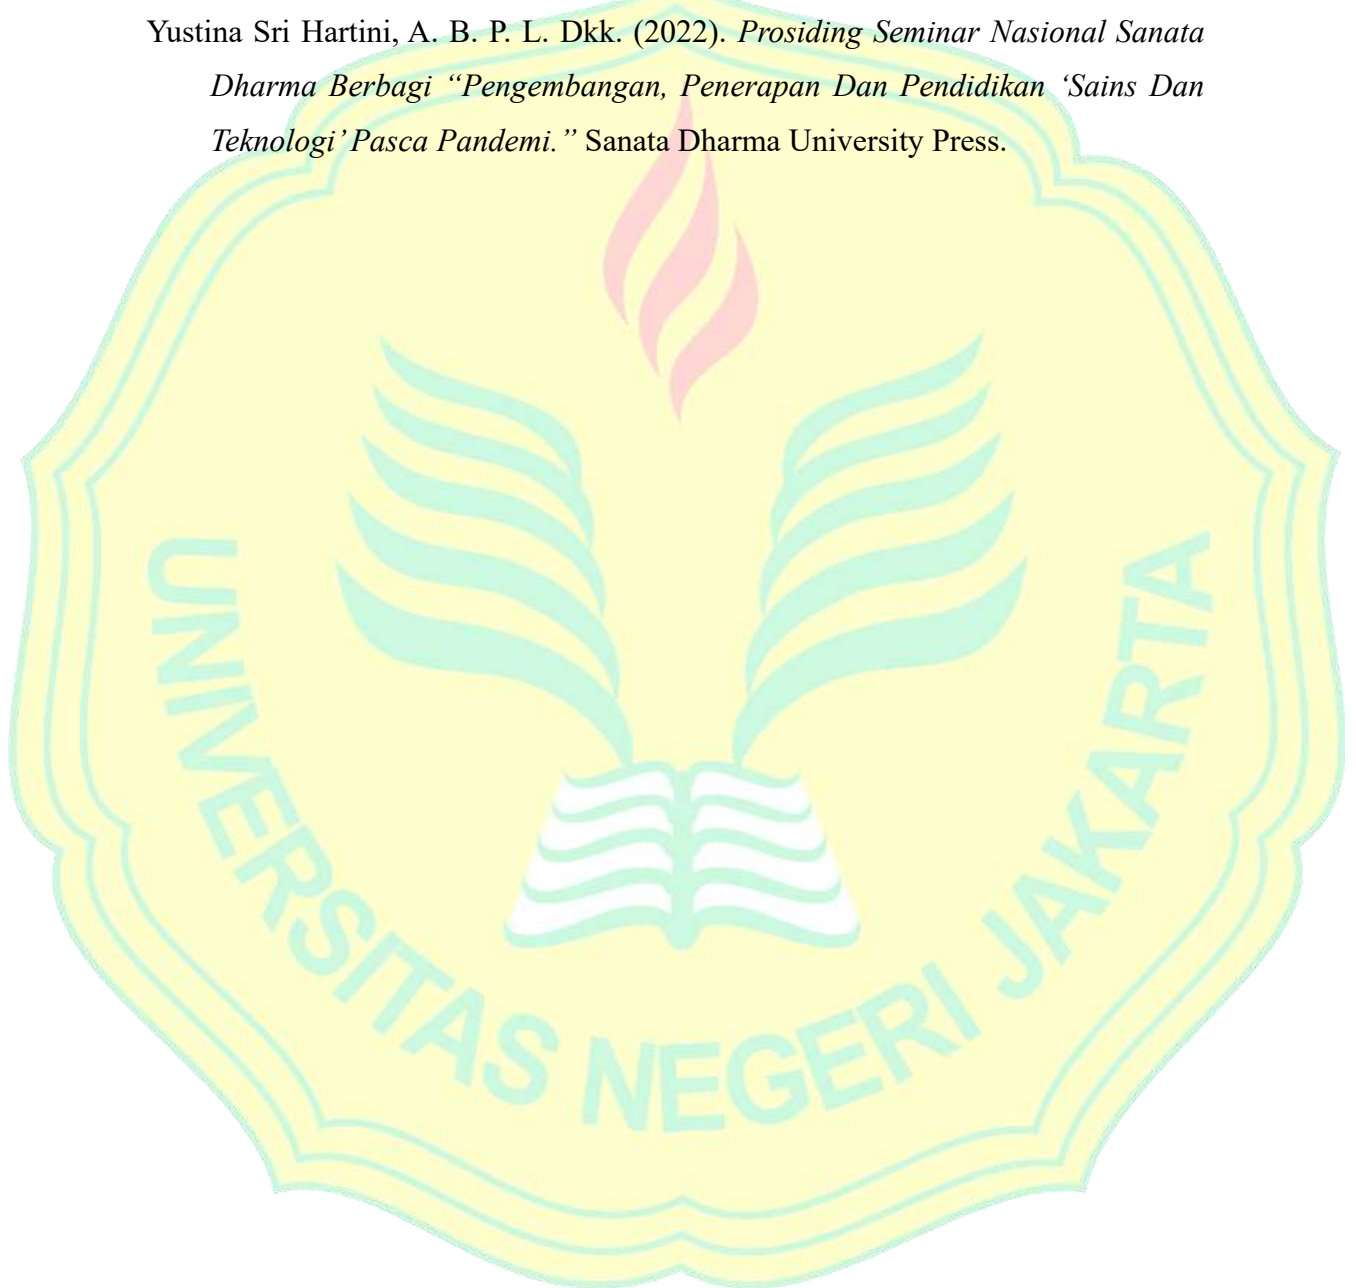 Yustina Sri Hartini, A. B. P. L. Dkk. (2022). Prosiding Seminar Nasional Sanata
Dharma Berbagi “Pengembangan, Penerapan Dan Pendidikan ‘Sains Dan
Teknologi’ Pasca Pandemi.” Sanata Dharma University Press.
UNIVERSITAS NEGERI JAKARTA